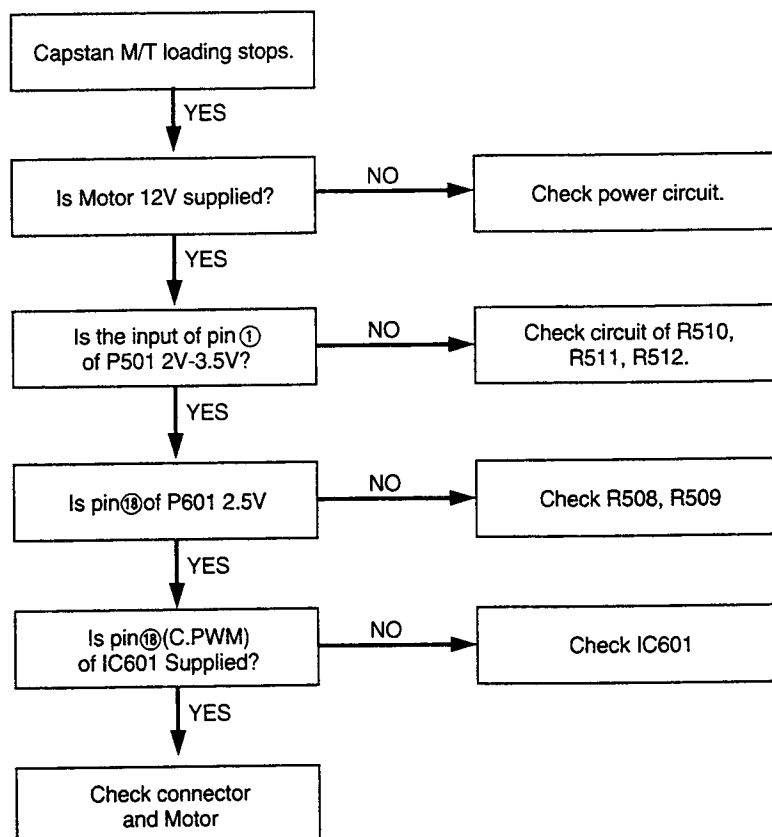 Capstan M/T loading stops.
YES
Is Motor 12V supplied?
NO
Check power circuit.
YES
Is the input of pin①
of P501 2V-3.5V?
NO
Check circuit of R510,
R511, R512.
YES
Is pin⑱of P601 2.5V
NO
Check R508, R509
YES
Is pin⑱(C.PWM)
of IC601 Supplied?
NO
Check IC601
YES
Check connector
and Motor